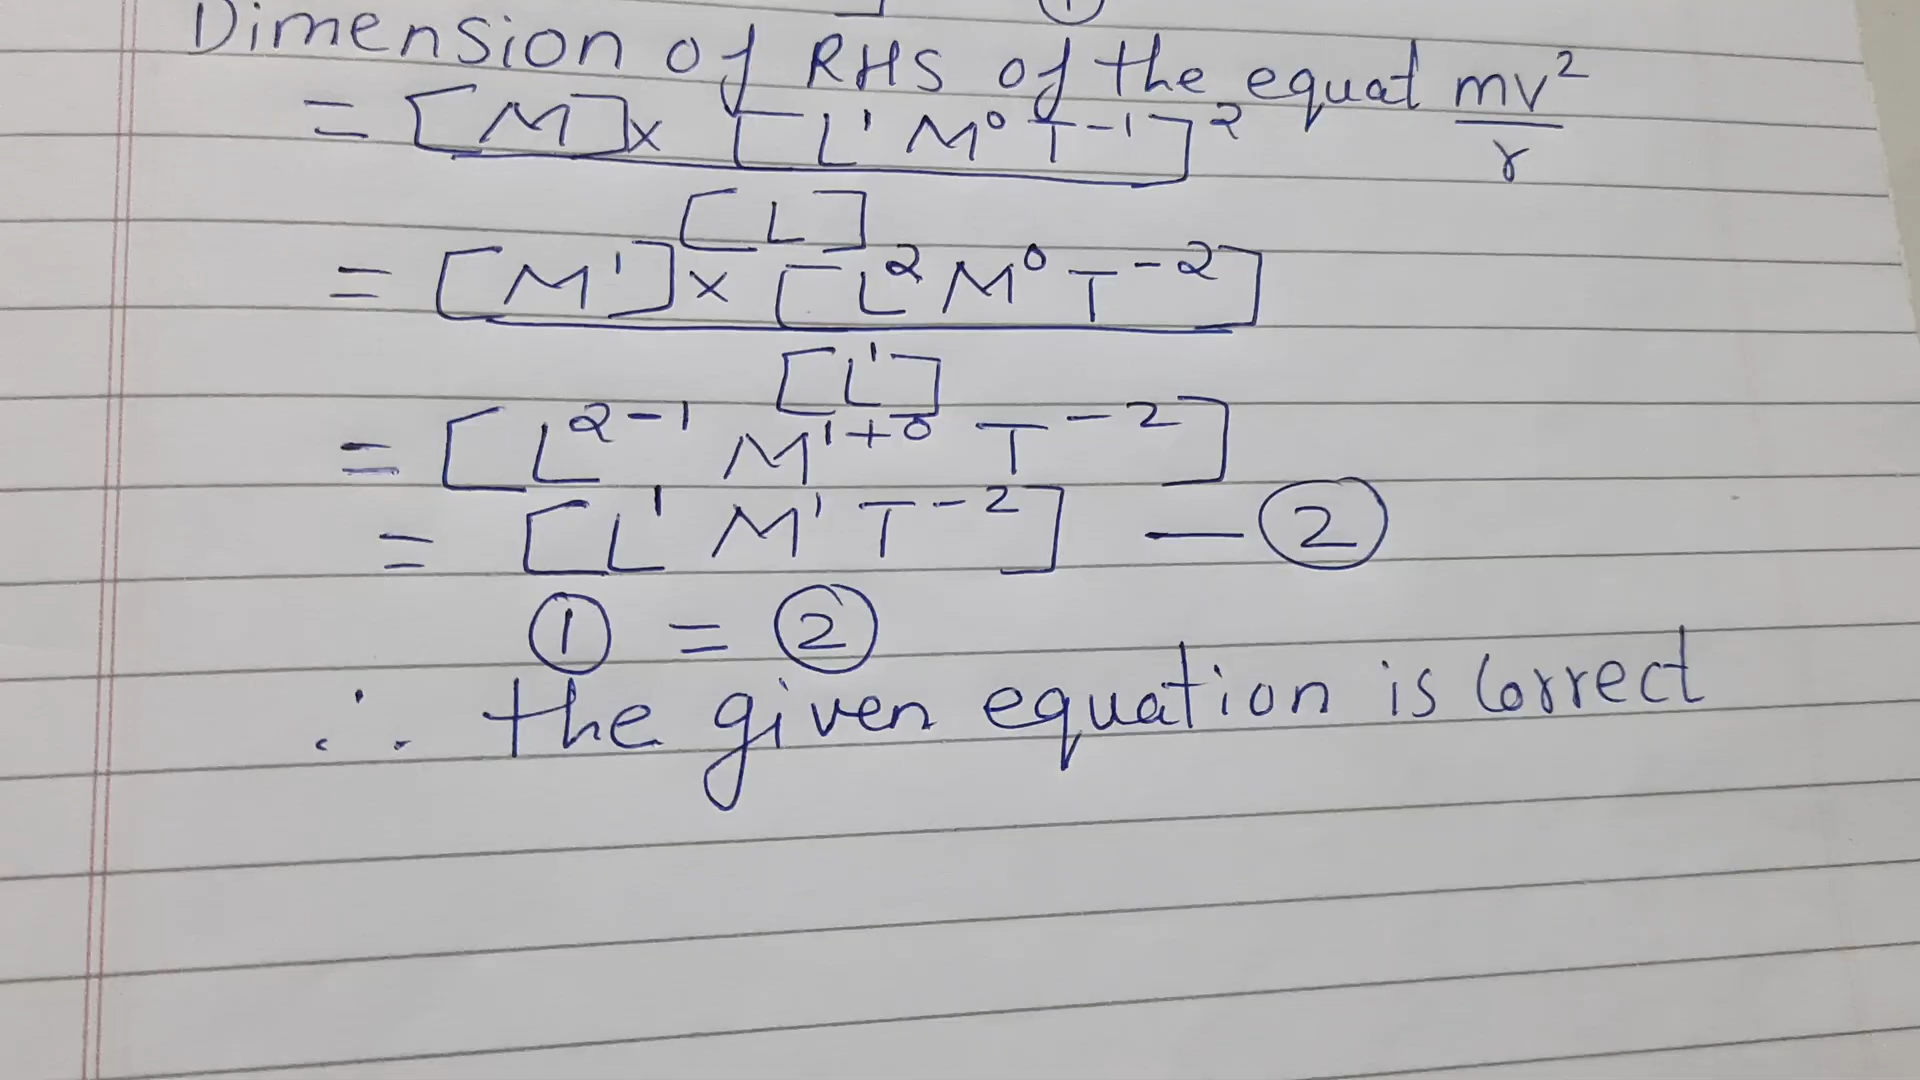 ①
Dimension of RHS of the equat mv²/r
= [M] x [L¹ M⁰ T⁻¹]²
[L]
= [M¹] x [L² M⁰ T⁻²]
[L¹]
= [L²⁻¹ M¹⁺⁰ T⁻²]
= [L¹ M¹ T⁻²] — ②
① = ②
∴ the given equation is correct